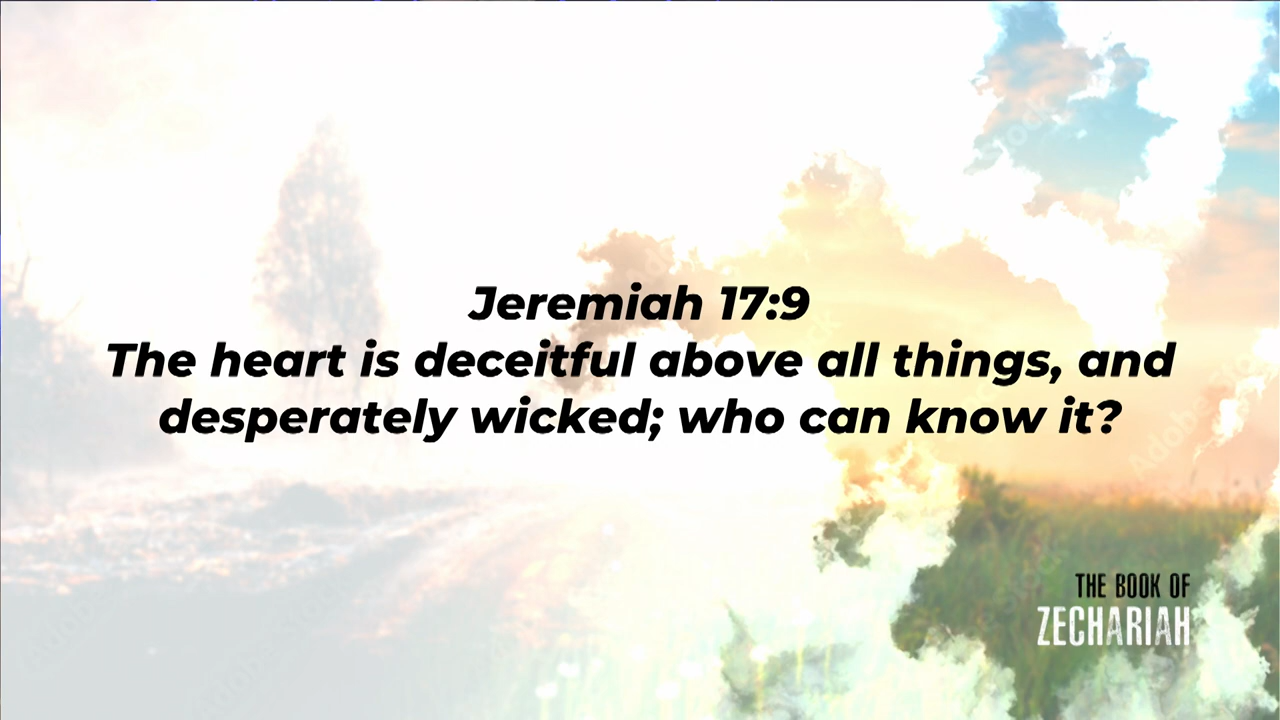 Jeremiah 17:9
The heart is deceitful above all things, and
desperately wicked; who can know it?
THE BOOK OF
ZECHARIAH